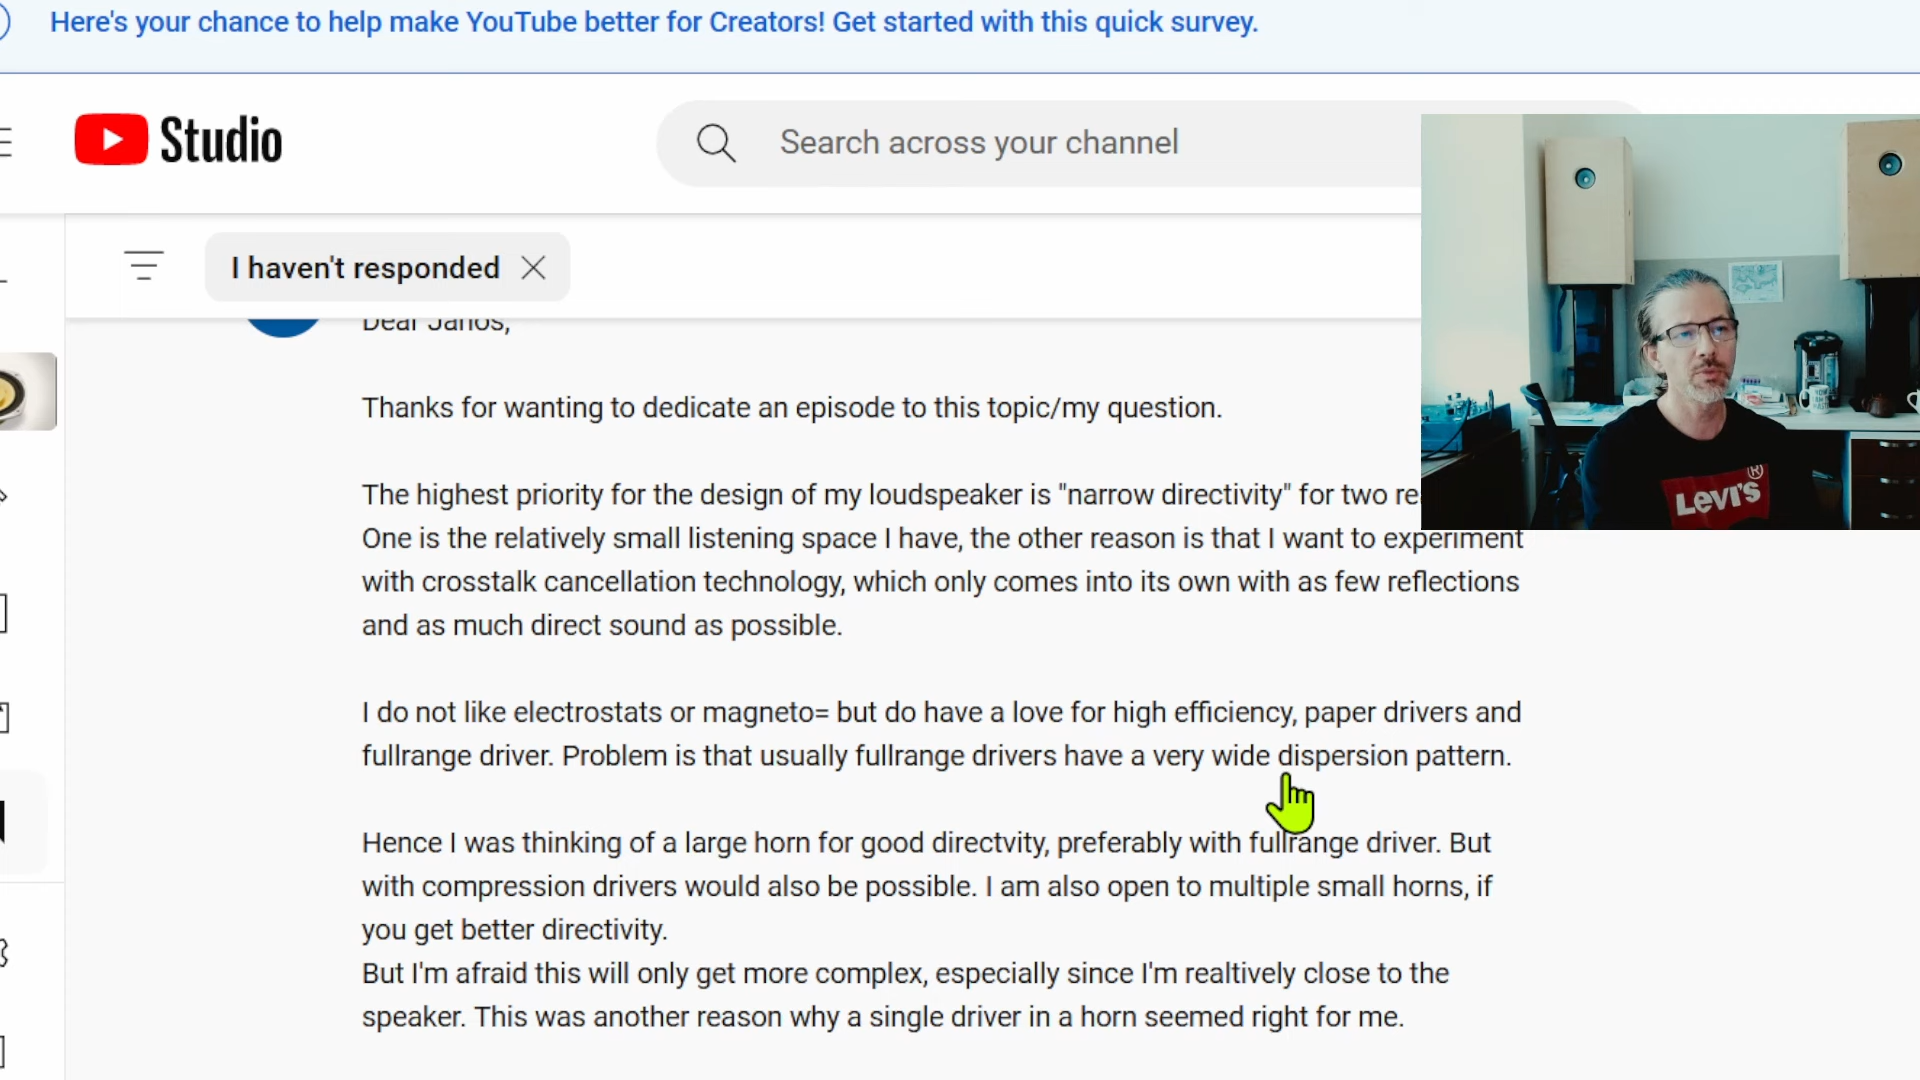 Here's your chance to help make YouTube better for Creators! Get started with this quick survey.
Studio
Search across your channel
I haven't responded
Dear Janos,
Thanks for wanting to dedicate an episode to this topic/my question.
The highest priority for the design of my loudspeaker is "narrow directivity" for two re
One is the relatively small listening space I have, the other reason is that I want to experiment
with crosstalk cancellation technology, which only comes into its own with as few reflections
and as much direct sound as possible.
I do not like electrostats or magneto= but do have a love for high efficiency, paper drivers and
fullrange driver. Problem is that usually fullrange drivers have a very wide dispersion pattern.
Hence I was thinking of a large horn for good directvity, preferably with fullrange driver. But
with compression drivers would also be possible. I am also open to multiple small horns, if
you get better directivity.
But I'm afraid this will only get more complex, especially since I'm realtively close to the
speaker. This was another reason why a single driver in a horn seemed right for me.
Levi's®